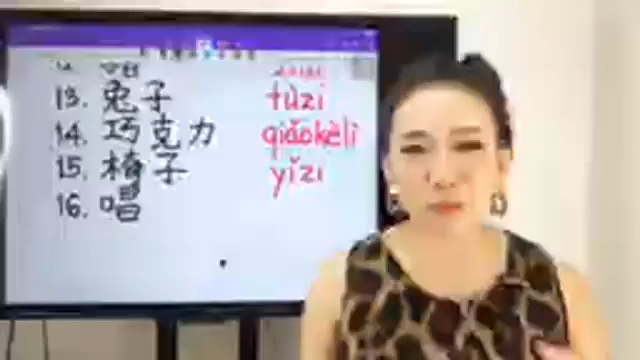 13. 兔子 tùzi
14. 巧克力 qiǎokèlì
15. 椅子 yǐzi
16. 唱